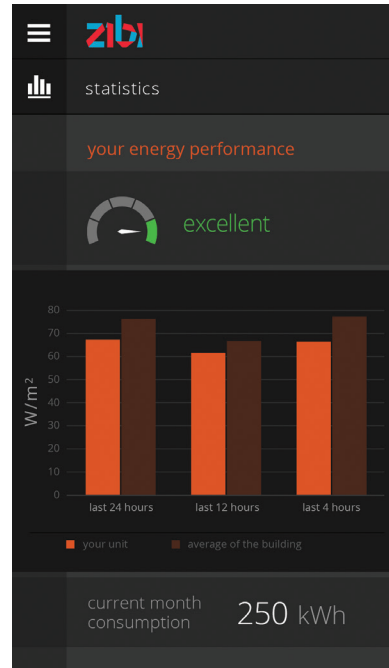 zibi
statistics
your energy performance
excellent
80
70
60
50
40
30
20
10
0
W/m²
last 24 hours last 12 hours last 4 hours
your unit average of the building
current month
consumption
250 kWh